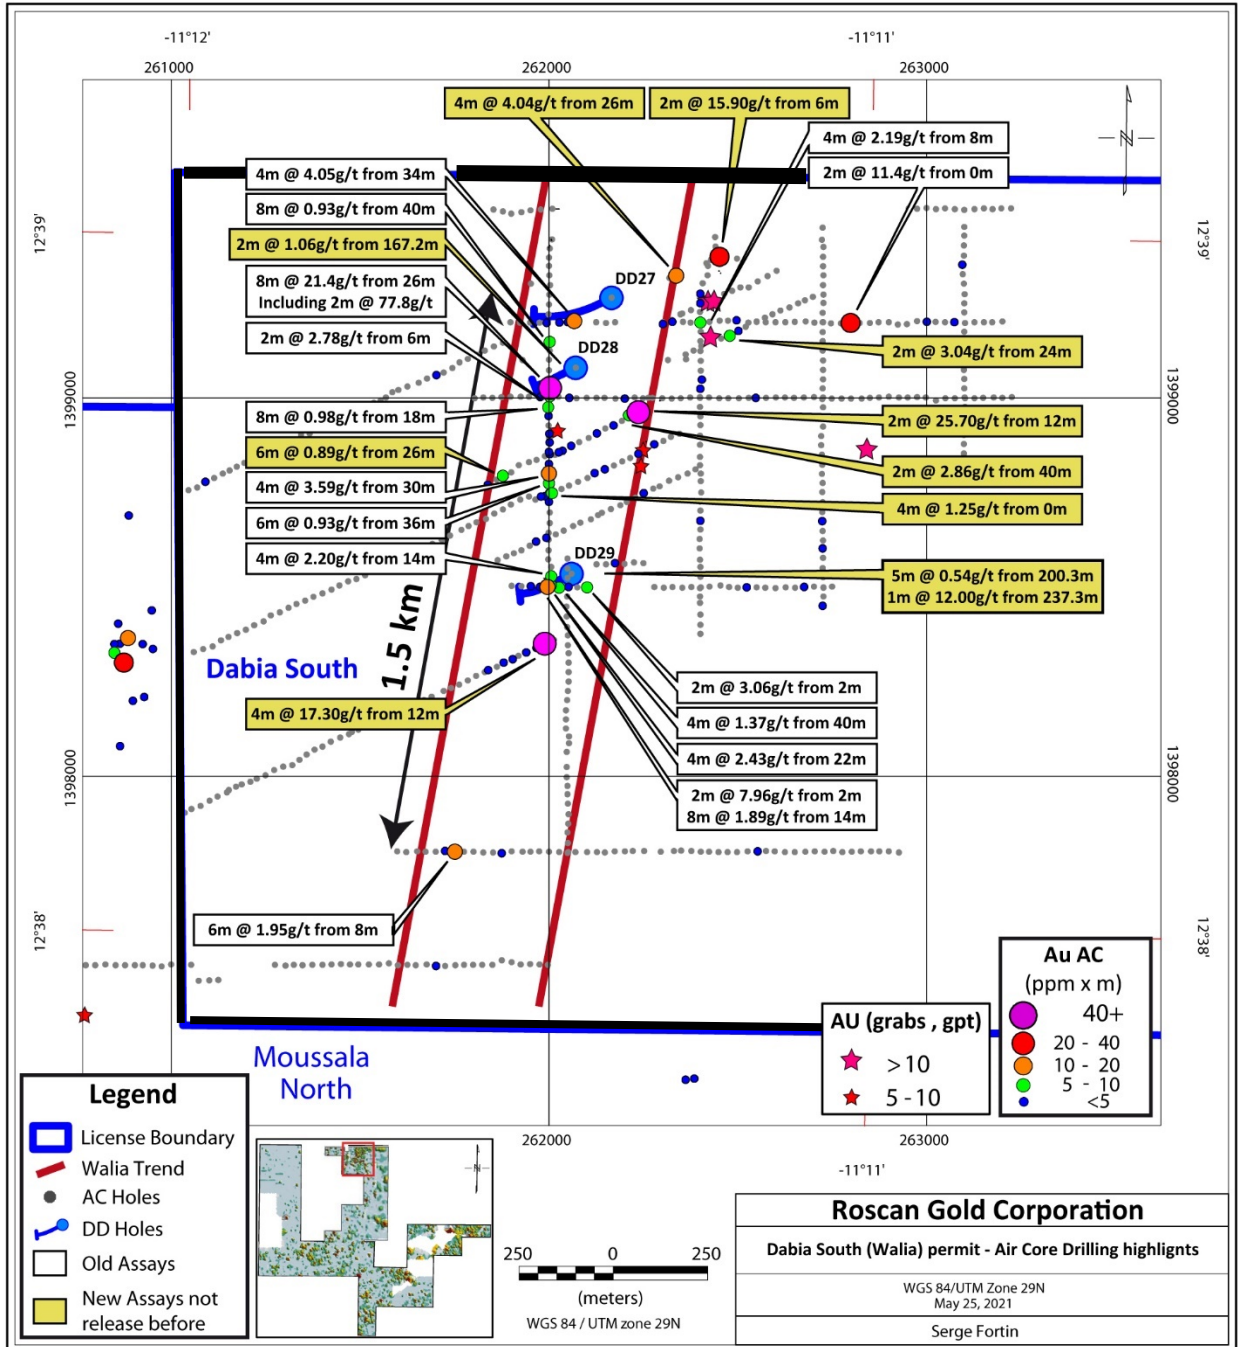 -11°12'
-11°11'
261000
262000
263000
4m @ 4.04g/t from 26m
2m @ 15.90g/t from 6m
4m @ 2.19g/t from 8m
2m @ 11.4g/t from 0m
N
4m @ 4.05g/t from 34m
8m @ 0.93g/t from 40m
2m @ 1.06g/t from 167.2m
8m @ 21.4g/t from 26m
Including 2m @ 77.8g/t
2m @ 2.78g/t from 6m
12°39'
12°39'
DD27
DD28
2m @ 3.04g/t from 24m
1399000
1399000
8m @ 0.98g/t from 18m
6m @ 0.89g/t from 26m
4m @ 3.59g/t from 30m
6m @ 0.93g/t from 36m
4m @ 2.20g/t from 14m
2m @ 25.70g/t from 12m
2m @ 2.86g/t from 40m
4m @ 1.25g/t from 0m
DD29
5m @ 0.54g/t from 200.3m
1m @ 12.00g/t from 237.3m
1.5 km
Dabia South
4m @ 17.30g/t from 12m
2m @ 3.06g/t from 2m
4m @ 1.37g/t from 40m
4m @ 2.43g/t from 22m
2m @ 7.96g/t from 2m
8m @ 1.89g/t from 14m
1398000
1398000
6m @ 1.95g/t from 8m
12°38'
12°38'
Moussala
North
AU (grabs , gpt)
>10
5 - 10
Au AC
(ppm x m)
40+
20 - 40
10 - 20
5 - 10
<5
262000
263000
-11°11'
Legend
License Boundary
Walia Trend
AC Holes
DD Holes
Old Assays
New Assays not
release before
N
250 0 250
(meters)
WGS 84 / UTM zone 29N
Roscan Gold Corporation
Dabia South (Walia) permit - Air Core Drilling highlignts
WGS 84/UTM Zone 29N
May 25, 2021
Serge Fortin